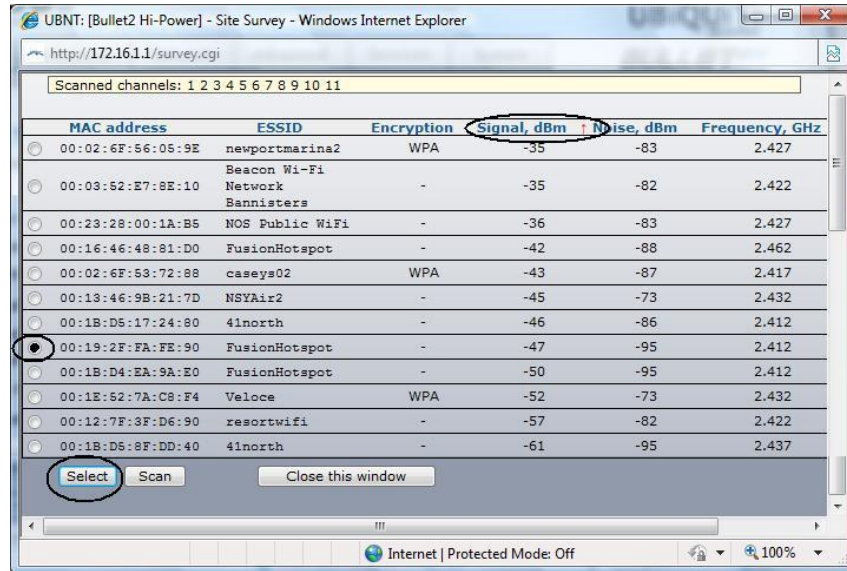 UBNT: [Bullet2 Hi-Power] - Site Survey - Windows Internet Explorer
http://172.16.1.1/survey.cgi
Scanned channels: 1 2 3 4 5 6 7 8 9 10 11
MAC address ESSID Encryption Signal, dBm ↑ Noise, dBm Frequency, GHz
00:02:6F:56:05:9E newportmarina2 WPA -35 -83 2.427
Beacon Wi-Fi
00:03:52:E7:8E:10 Network - -35 -82 2.422
Bannisters
00:23:28:00:1A:B5 NOS Public WiFi - -36 -83 2.427
00:16:46:48:81:D0 FusionHotspot - -42 -88 2.462
00:02:6F:53:72:88 caseys02 WPA -43 -87 2.417
00:13:46:9B:21:7D NSYAir2 - -45 -73 2.432
00:1B:D5:17:24:80 41north - -46 -86 2.412
00:19:2F:FA:FE:90 FusionHotspot - -47 -95 2.412
00:1B:D4:EA:9A:E0 FusionHotspot - -50 -95 2.412
00:1E:52:7A:C8:F4 Veloce WPA -52 -73 2.432
00:12:7F:3F:D6:90 resortwifi - -57 -82 2.422
00:1B:D5:8F:DD:40 41north - -61 -95 2.437
Select Scan Close this window
Internet | Protected Mode: Off 100%